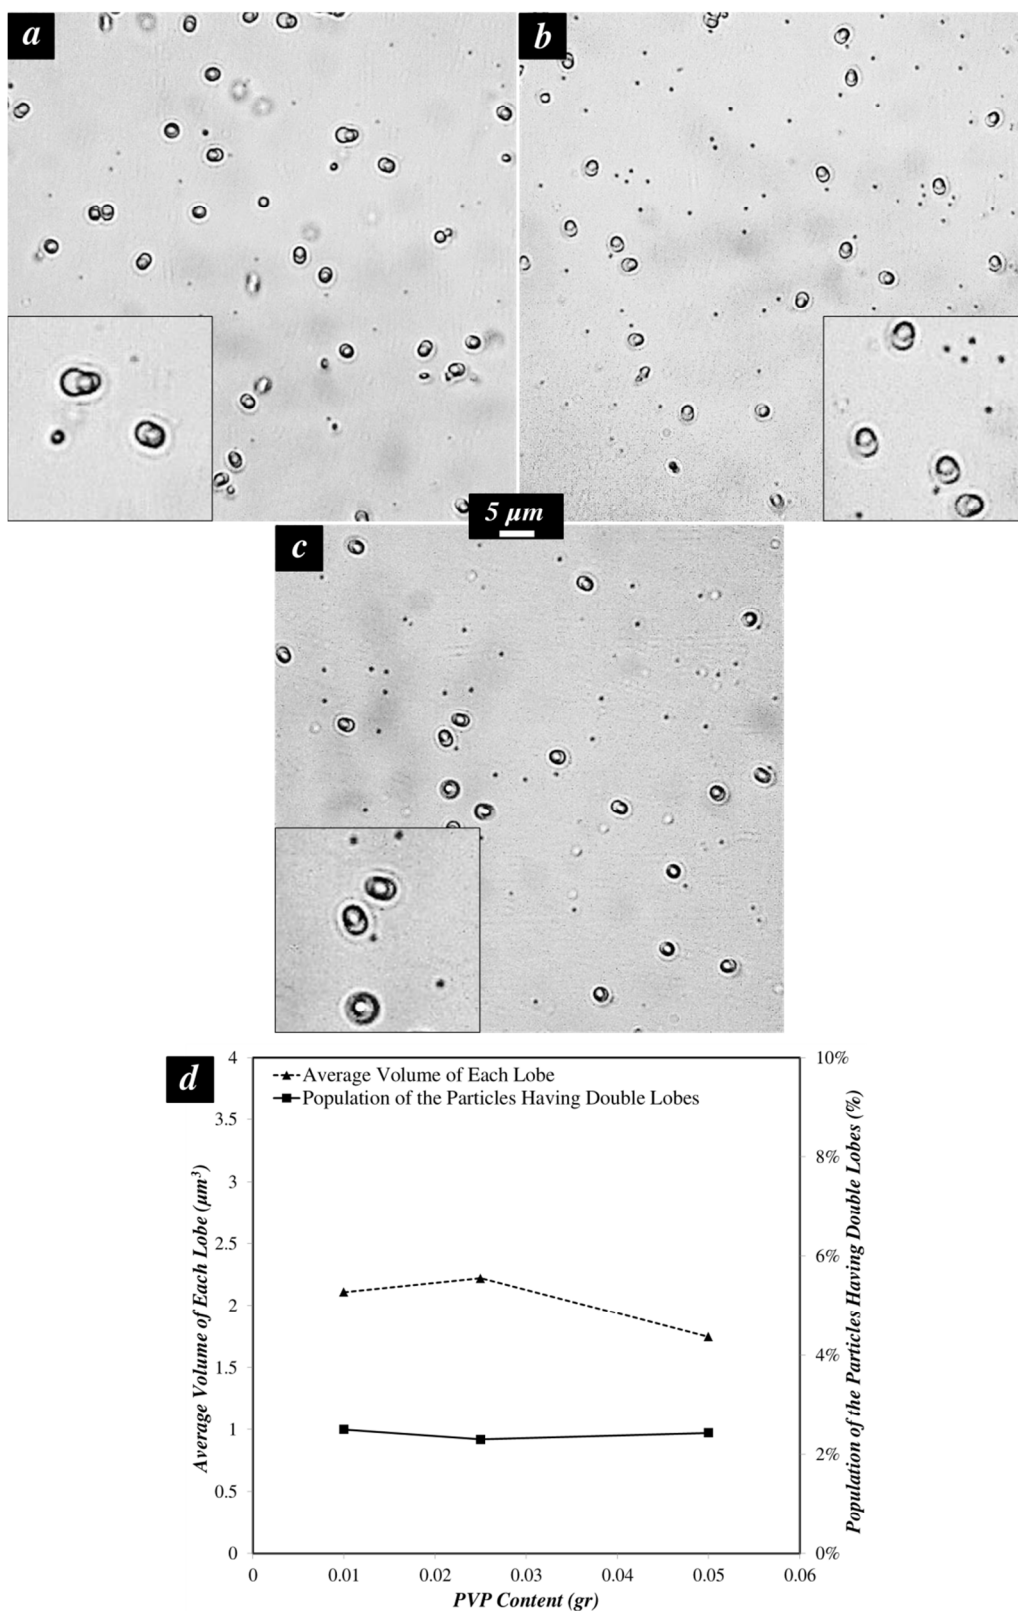 a
b
5 µm
c
d
4
3.5
3
2.5
2
1.5
1
0.5
0
Average Volume of Each Lobe (µm³)
Average Volume of Each Lobe
Population of the Particles Having Double Lobes
10%
8%
6%
4%
2%
0%
Population of the Particles Having Double Lobes (%)
0 0.01 0.02 0.03 0.04 0.05 0.06
PVP Content (gr)